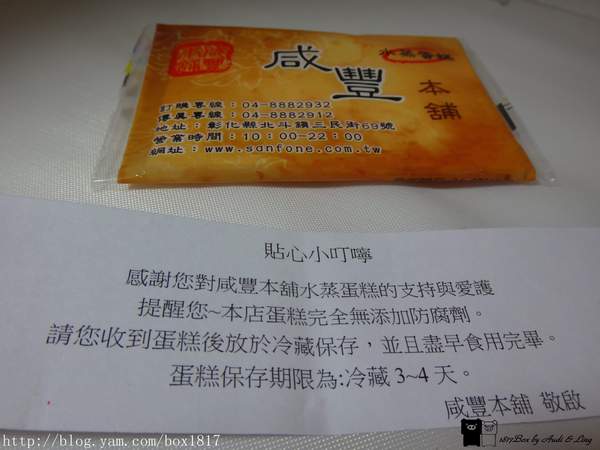 咸豐
水蒸蛋糕
本舖
訂購專線：04-8882932
傳真專線：04-8882912
地址：彰化縣北斗鎮三民街69號
營業時間：10：00-22：00
網址：www.sanfone.com.tw
貼心小叮嚀
感謝您對咸豐本舖水蒸蛋糕的支持與愛護
提醒您~本店蛋糕完全無添加防腐劑。
請您收到蛋糕後放於冷藏保存，並且盡早食用完畢。
蛋糕保存期限為:冷藏 3~4 天。
咸豐本舖 敬啟
http://blog.yam.com/box1817
1817Box by Audi & Ling